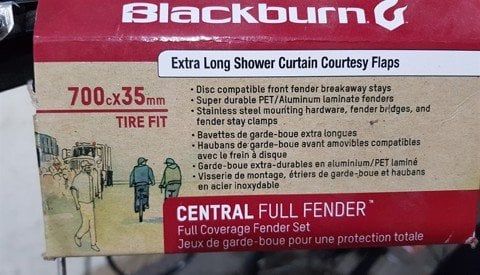 Blackburn
Extra Long Shower Curtain Courtesy Flaps
700cX35mm
TIRE FIT
• Disc compatible front fender breakaway stays
• Super durable PET/Aluminum laminate fenders
• Stainless steel mounting hardware, fender bridges, and
fender stay clamps
• Bavettes de garde-boue extra longues
• Haubans de garde-boue avant amovibles compatibles
avec le frein à disque
• Garde-boue extra-durables en aluminium/PET laminé
• Visserie de montage, étriers de garde-boue et haubans
en acier inoxydable
CENTRAL FULL FENDER™
Full Coverage Fender Set
Jeux de garde-boue pour une protection totale